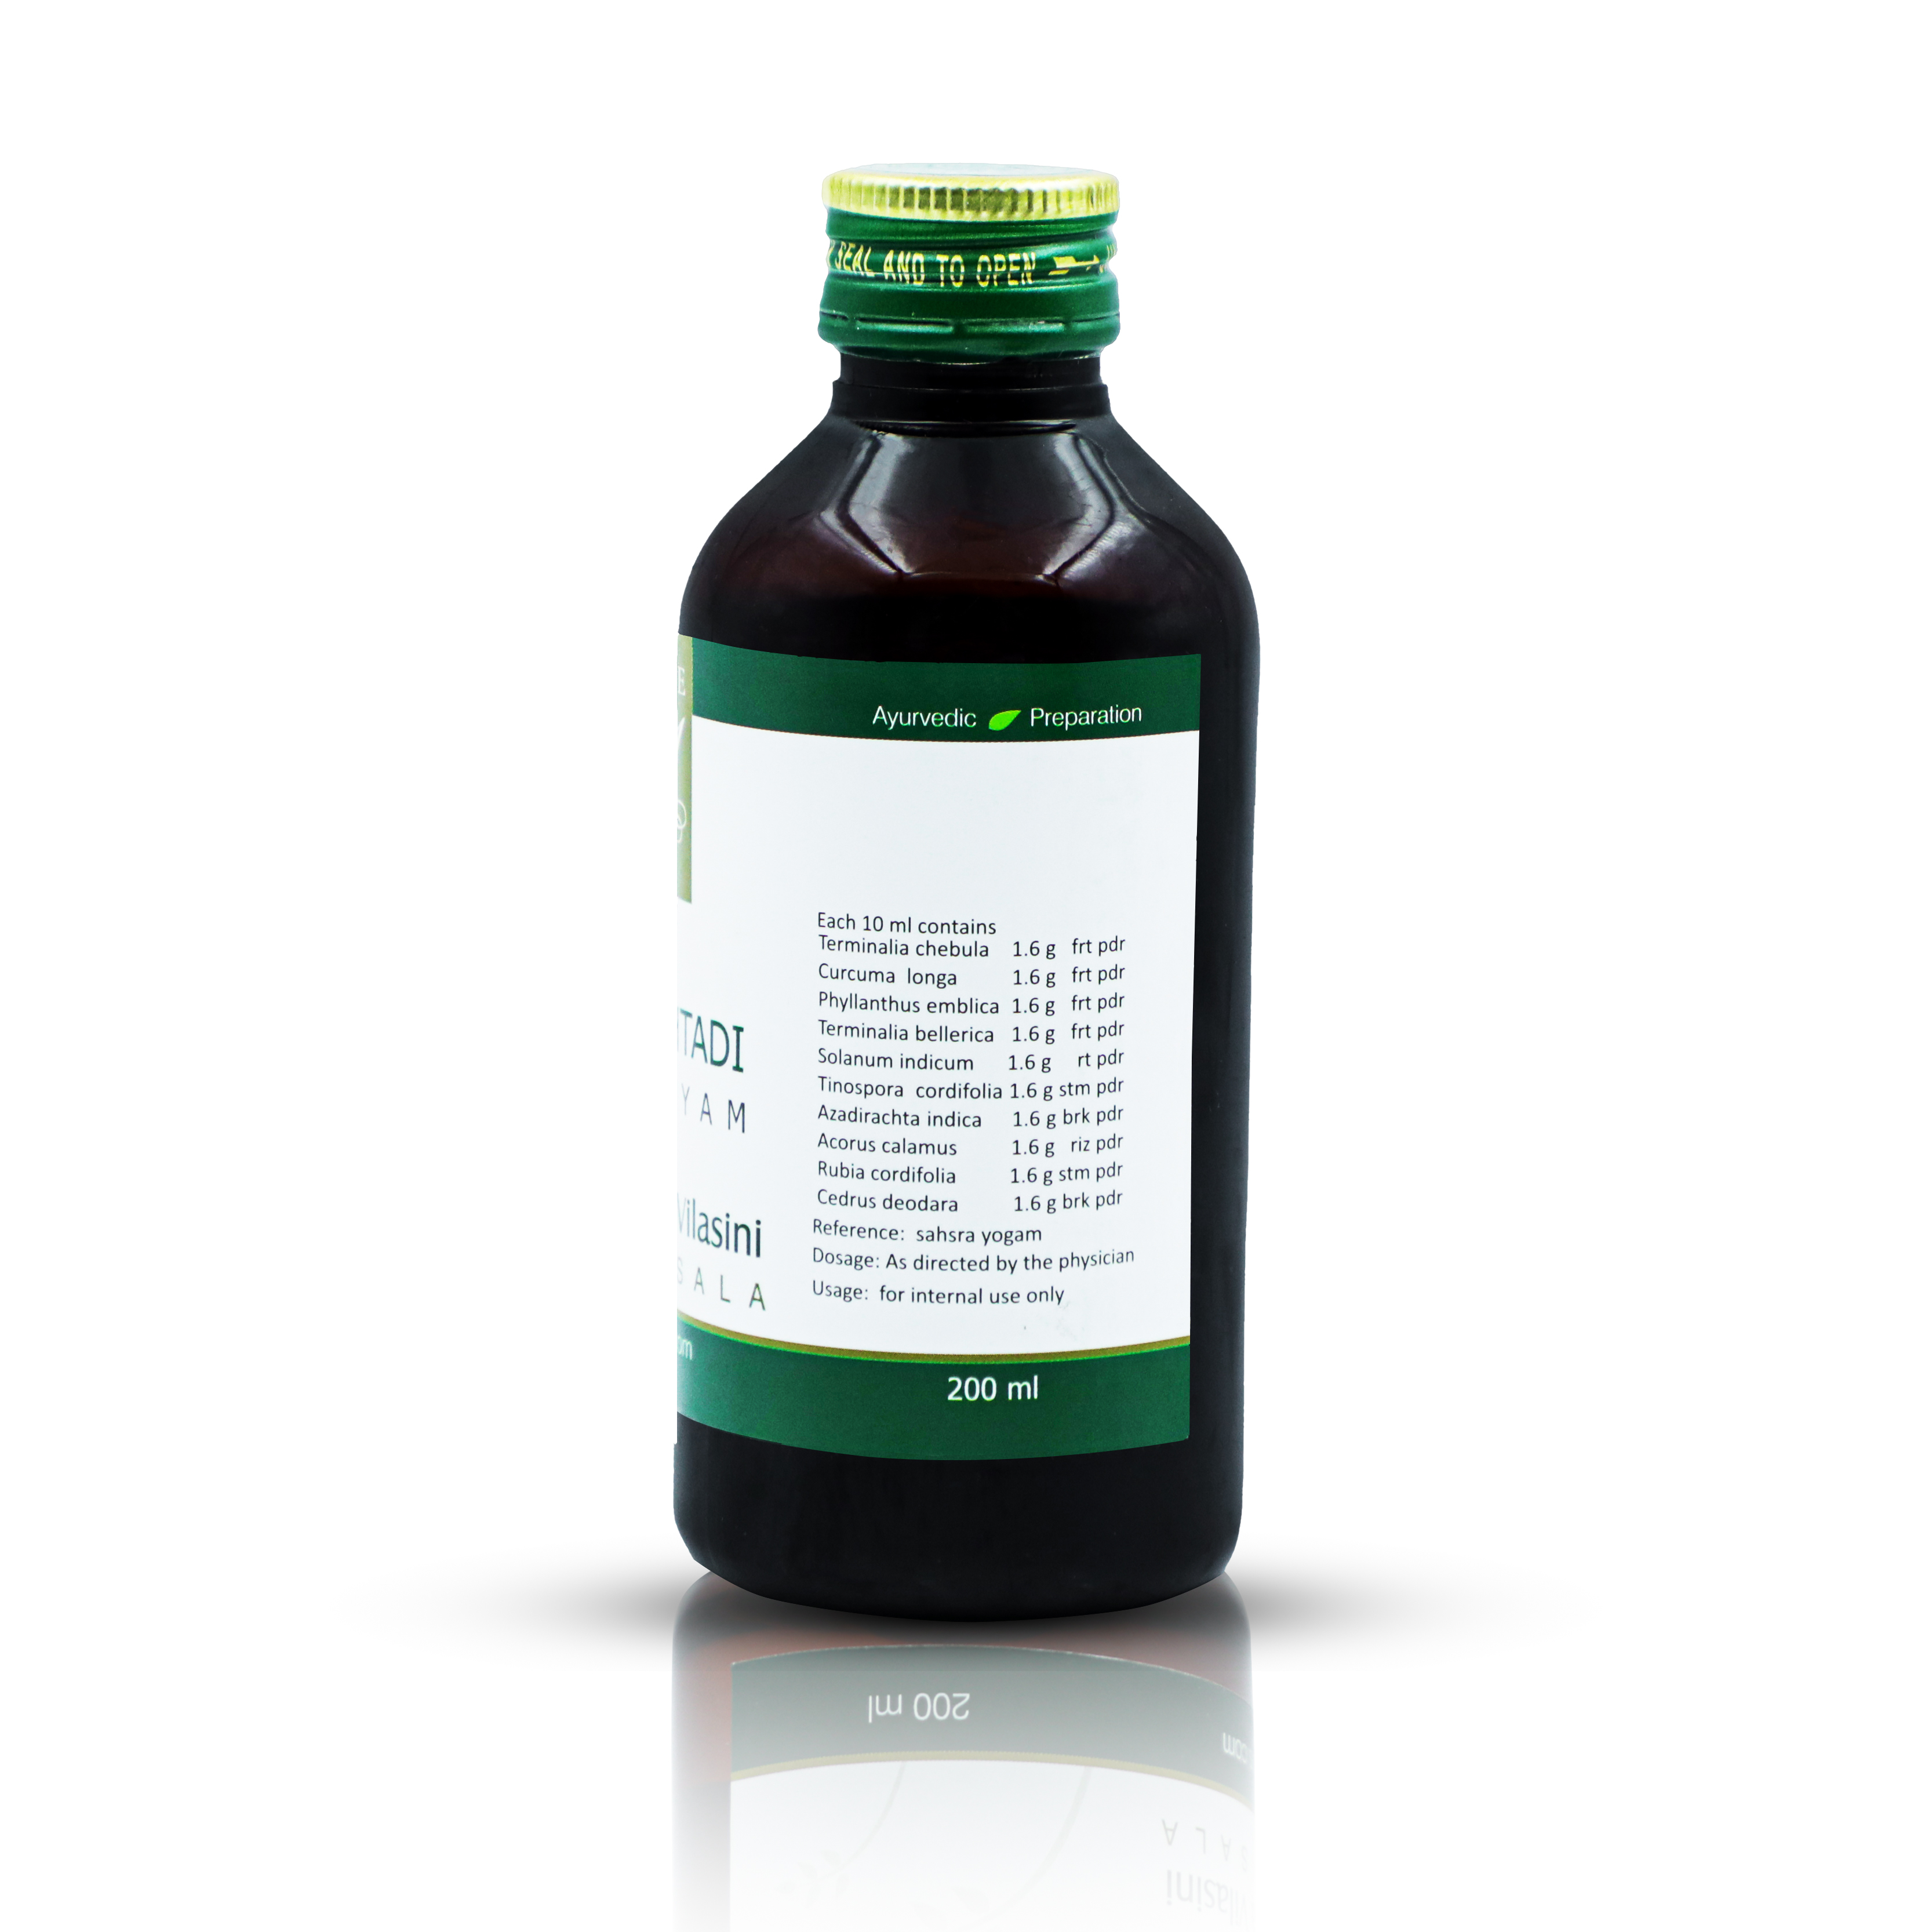 SEAL AND TO OPEN
Ayurvedic Preparation
Each 10 ml contains
Terminalia chebula 1.6 g frt pdr
Curcuma longa 1.6 g frt pdr
Phyllanthus emblica 1.6 g frt pdr
Terminalia bellerica 1.6 g frt pdr
Solanum indicum 1.6 g rt pdr
Tinospora cordifolia 1.6 g stm pdr
Azadirachta indica 1.6 g brk pdr
Acorus calamus 1.6 g riz pdr
Rubia cordifolia 1.6 g stm pdr
Cedrus deodara 1.6 g brk pdr
Reference: sahsra yogam
Dosage: As directed by the physician
Usage: for internal use only
TADI
YAM
Vilasini
SALA
200 ml